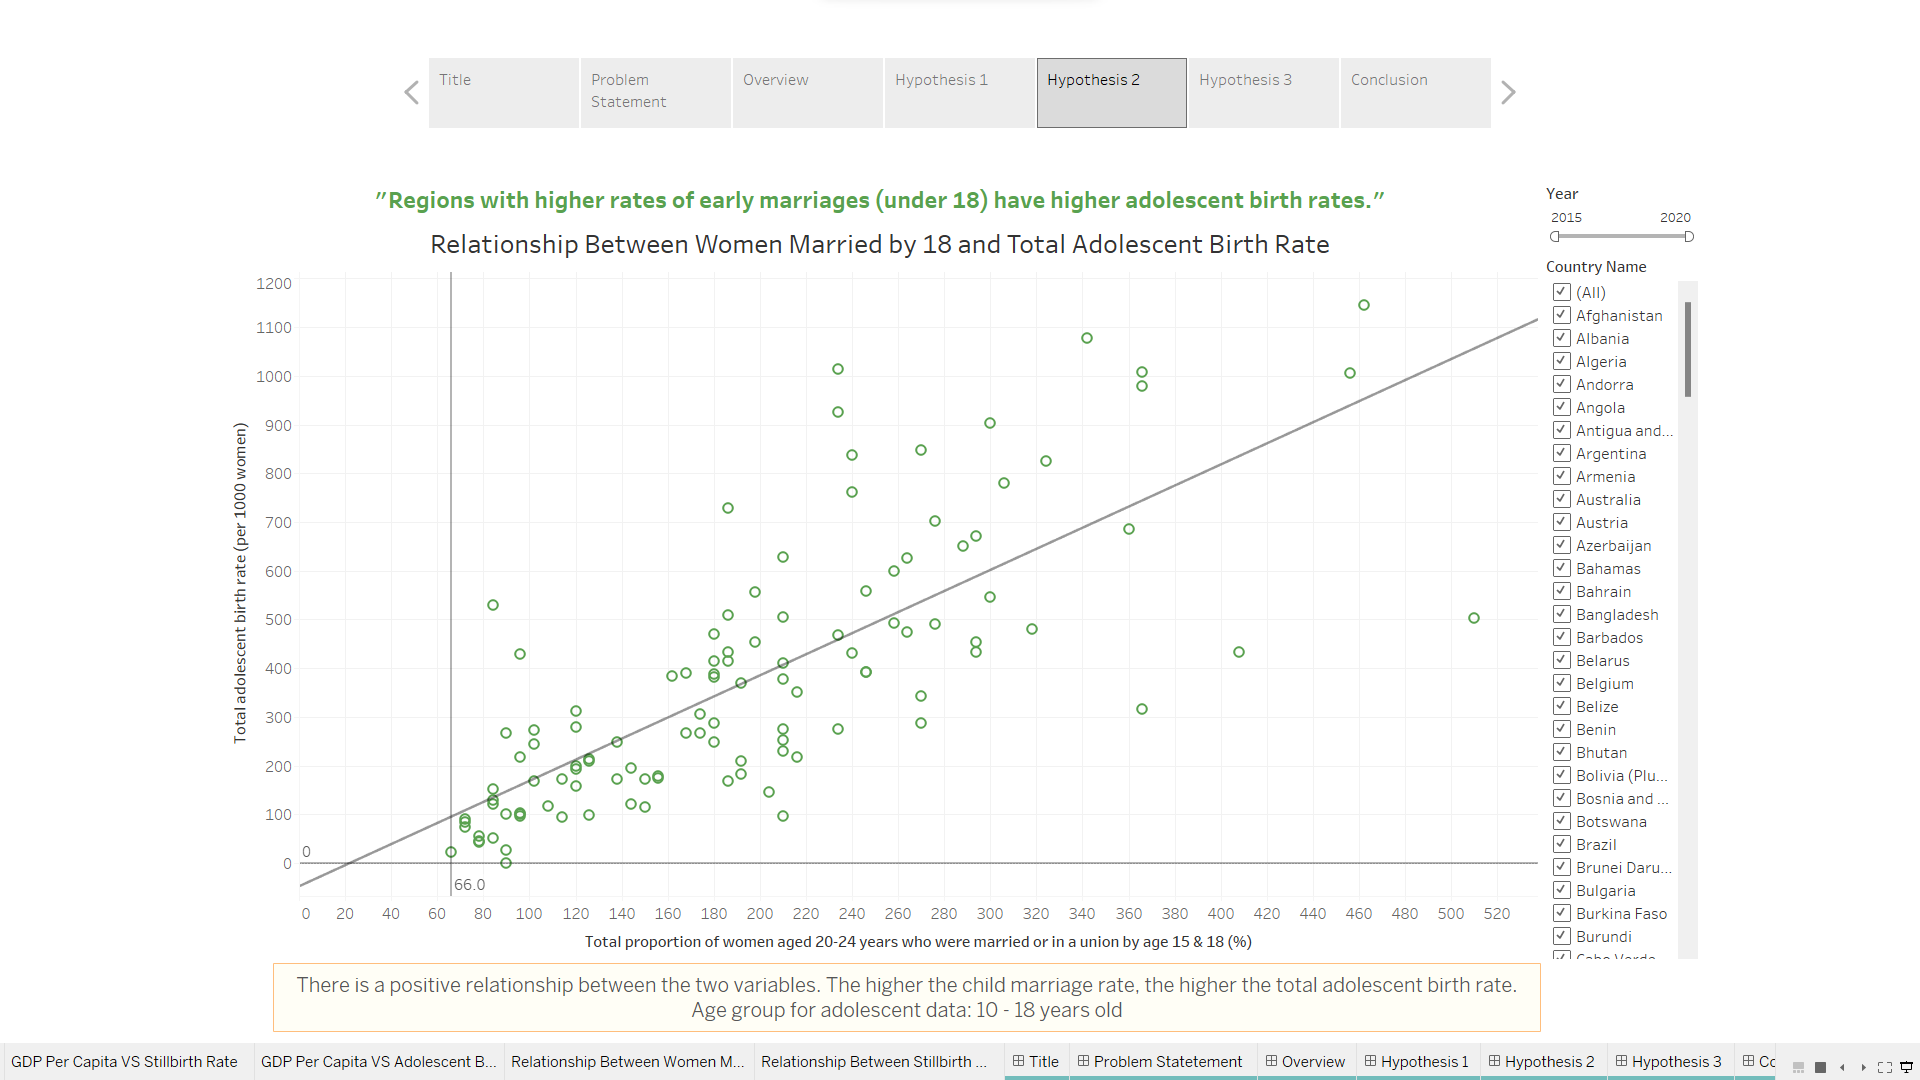 Title
Problem
Statement
Overview
Hypothesis 1
Hypothesis 2
Hypothesis 3
Conclusion
"Regions with higher rates of early marriages (under 18) have higher adolescent birth rates."
Relationship Between Women Married by 18 and Total Adolescent Birth Rate
Total adolescent birth rate (per 1000 women)
1200
1100
1000
900
800
700
600
500
400
300
200
100
0
0
66.0
0 20 40 60 80 100 120 140 160 180 200 220 240 260 280 300 320 340 360 380 400 420 440 460 480 500 520
Total proportion of women aged 20-24 years who were married or in a union by age 15 & 18 (%)
Year
2015 2020
Country Name
(All)
Afghanistan
Albania
Algeria
Andorra
Angola
Antigua and...
Argentina
Armenia
Australia
Austria
Azerbaijan
Bahamas
Bahrain
Bangladesh
Barbados
Belarus
Belgium
Belize
Benin
Bhutan
Bolivia (Plu...
Bosnia and ...
Botswana
Brazil
Brunei Daru...
Bulgaria
Burkina Faso
Burundi
Cabo Verde
There is a positive relationship between the two variables. The higher the child marriage rate, the higher the total adolescent birth rate.
Age group for adolescent data: 10 - 18 years old
GDP Per Capita VS Stillbirth Rate
GDP Per Capita VS Adolescent B...
Relationship Between Women M...
Relationship Between Stillbirth ...
Title
Problem Statetement
Overview
Hypothesis 1
Hypothesis 2
Hypothesis 3
Co